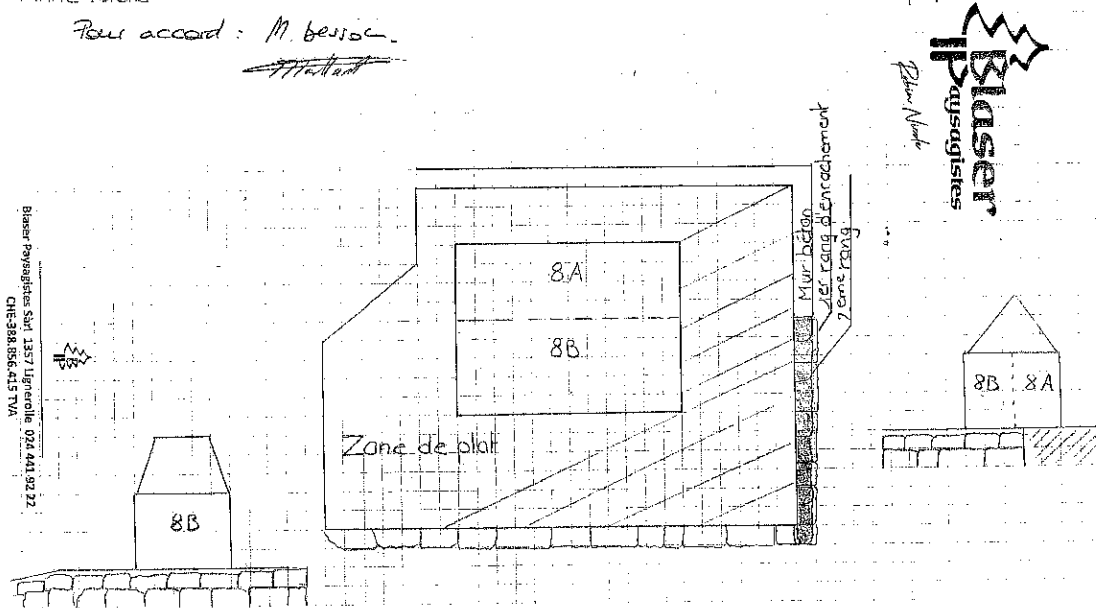 Pour accord : M. Besson.
Blaser
Paysagistes
Mur béton
1er rang d'enrochement
2ème rang
8A
8B
8B 8A
Zone de plat
8B
Blaser Paysagistes Sàrl 1357 Lignerolle 024 441 92 22
CHE-388.856.415 TVA